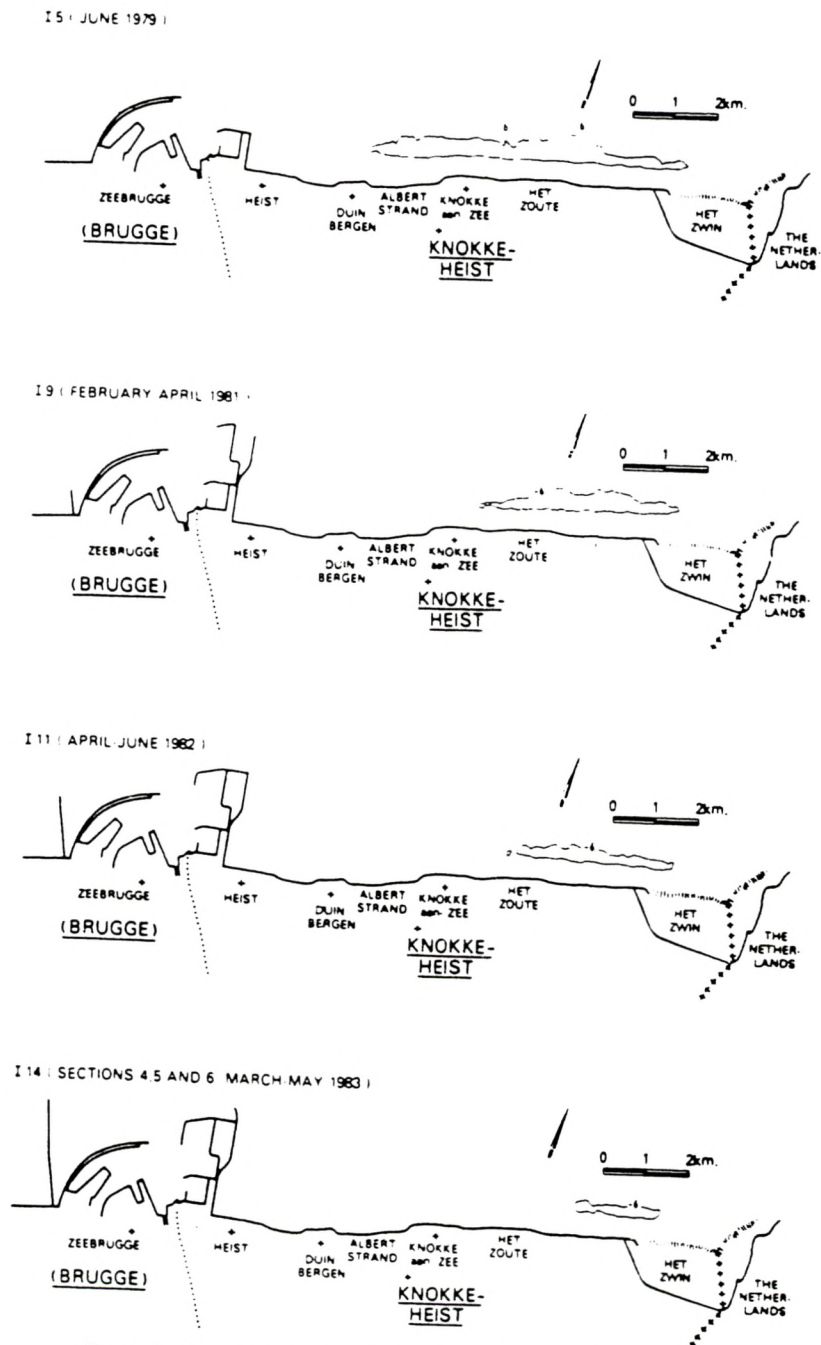 I 5 ( JUNE 1979 )
0 1 2km.
6 6
ZEEBRUGGE
HEIST
DUIN
BERGEN
ALBERT
STRAND
KNOKKE
aan ZEE
HET
ZOUTE
HET
ZWIN
THE
NETHER-
LANDS
(BRUGGE)
KNOKKE-
HEIST
I 9 ( FEBRUARY APRIL 1981 )
0 1 2km.
-6
ZEEBRUGGE
HEIST
DUIN
BERGEN
ALBERT
STRAND
KNOKKE
aan ZEE
HET
ZOUTE
HET
ZWIN
THE
NETHER-
LANDS
(BRUGGE)
KNOKKE-
HEIST
I 11 ( APRIL-JUNE 1982 )
0 1 2km.
-6
ZEEBRUGGE
HEIST
DUIN
BERGEN
ALBERT
STRAND
KNOKKE
aan ZEE
HET
ZOUTE
HET
ZWIN
THE
NETHER-
LANDS
(BRUGGE)
KNOKKE-
HEIST
I 14 ( SECTIONS 4,5 AND 6 MARCH-MAY 1983 )
0 1 2km.
-6
ZEEBRUGGE
HEIST
DUIN
BERGEN
ALBERT
STRAND
KNOKKE
aan ZEE
HET
ZOUTE
HET
ZWIN
THE
NETHER-
LANDS
(BRUGGE)
KNOKKE-
HEIST